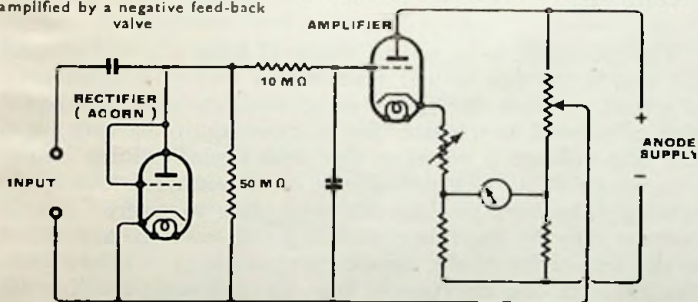 amplified by a negative feed-back
valve
AMPLIFIER
10 MΩ
RECTIFIER
(ACORN)
+
ANODE
SUPPLY
−
INPUT
50 MΩ